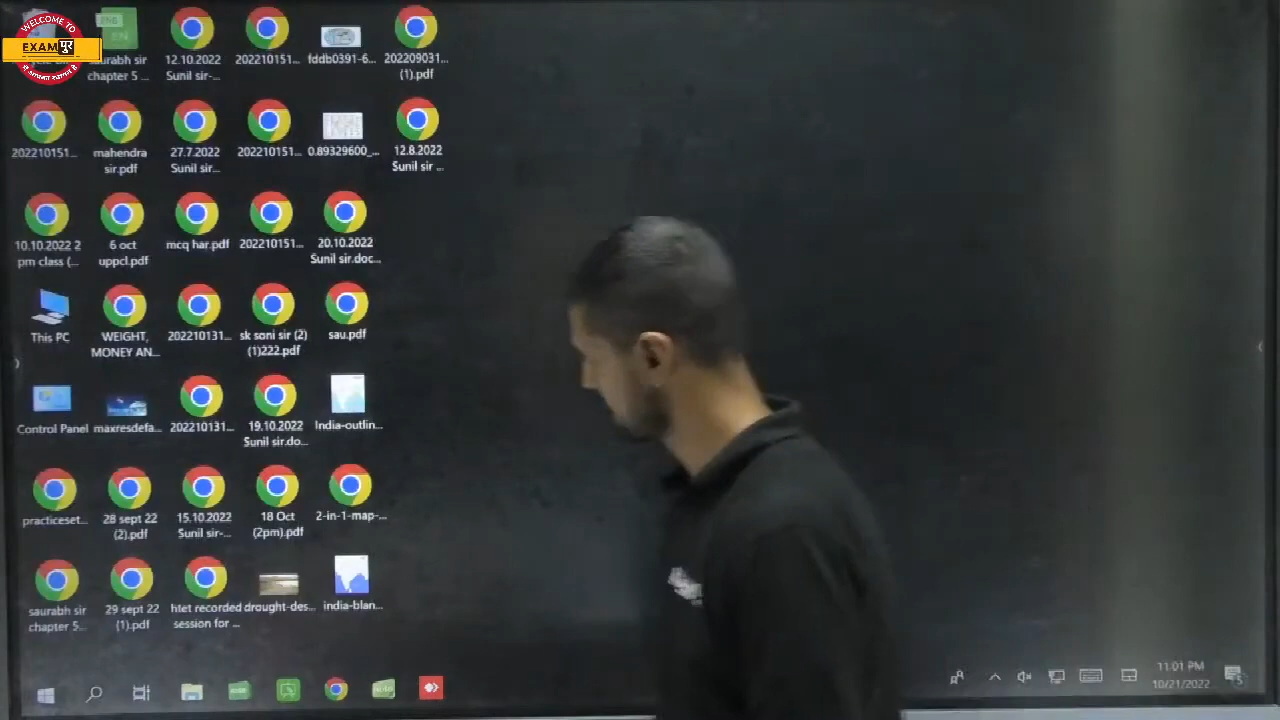 WELCOME TO
EXAMपुर
ENG
EN
saurabh sir
chapter 5 ...
12.10.2022
Sunil sir-...
202210151...
fddb0391-6...
202209031...
(1).pdf
202210151...
mahendra
sir.pdf
27.7.2022
Sunil sir...
202210151...
0.89329600_...
12.8.2022
Sunil sir ...
10.10.2022 2
pm class (...
6 oct
uppcl.pdf
mcq har.pdf
202210151...
20.10.2022
Sunil sir.doc...
This PC
WEIGHT,
MONEY AN...
202210131...
sk soni sir (2)
(1)222.pdf
sau.pdf
Control Panel
maxresdefa...
202210131...
19.10.2022
Sunil sir.do...
India-outlin...
practiceset...
28 sept 22
(2).pdf
15.10.2022
Sunil sir-...
18 Oct
(2pm).pdf
2-in-1-map-...
saurabh sir
chapter 5...
29 sept 22
(1).pdf
htet recorded
session for ...
drought-des...
india-blan...
11:01 PM
10/21/2022
5